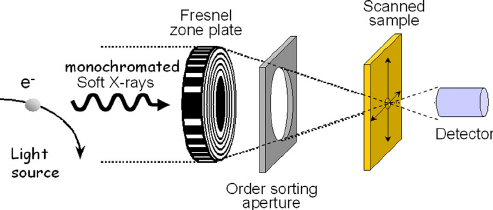 Fresnel
zone plate
Scanned
sample
e-
monochromated
Soft X-rays
Light
source
Order sorting
aperture
Detector